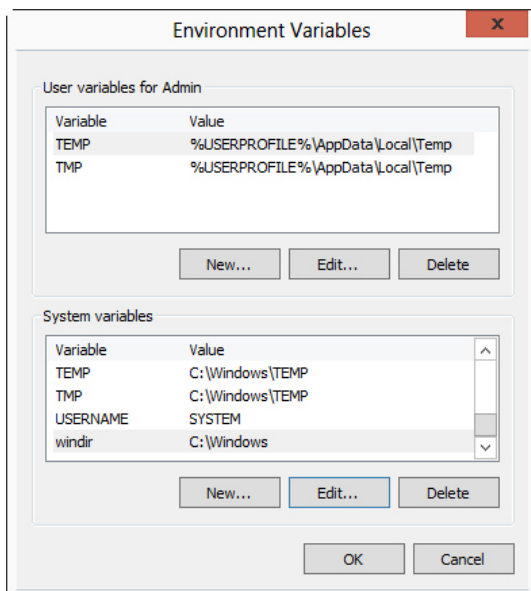 Environment Variables
x
User variables for Admin
Variable Value
TEMP %USERPROFILE%\AppData\Local\Temp
TMP %USERPROFILE%\AppData\Local\Temp
New... Edit... Delete
System variables
Variable Value
TEMP C:\Windows\TEMP
TMP C:\Windows\TEMP
USERNAME SYSTEM
windir C:\Windows
New... Edit... Delete
OK Cancel